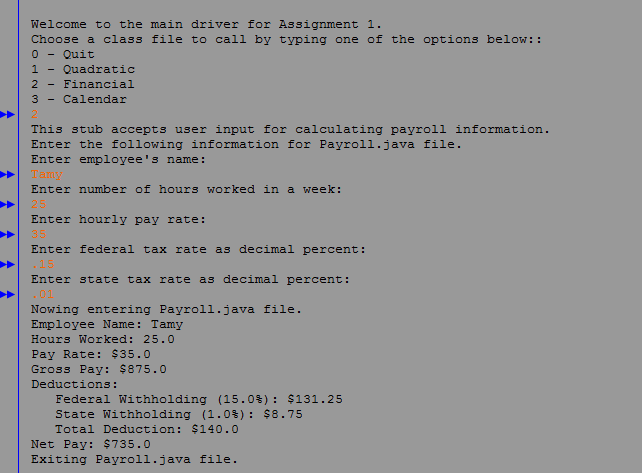 Welcome to the main driver for Assignment 1.
Choose a class file to call by typing one of the options below::
0 - Quit
1 - Quadratic
2 - Financial
3 - Calendar
2
This stub accepts user input for calculating payroll information.
Enter the following information for Payroll.java file.
Enter employee's name:
Tamy
Enter number of hours worked in a week:
25
Enter hourly pay rate:
35
Enter federal tax rate as decimal percent:
.15
Enter state tax rate as decimal percent:
.01
Nowing entering Payroll.java file.
Employee Name: Tamy
Hours Worked: 25.0
Pay Rate: $35.0
Gross Pay: $875.0
Deductions:
Federal Withholding (15.0%): $131.25
State Withholding (1.0%): $8.75
Total Deduction: $140.0
Net Pay: $735.0
Exiting Payroll.java file.